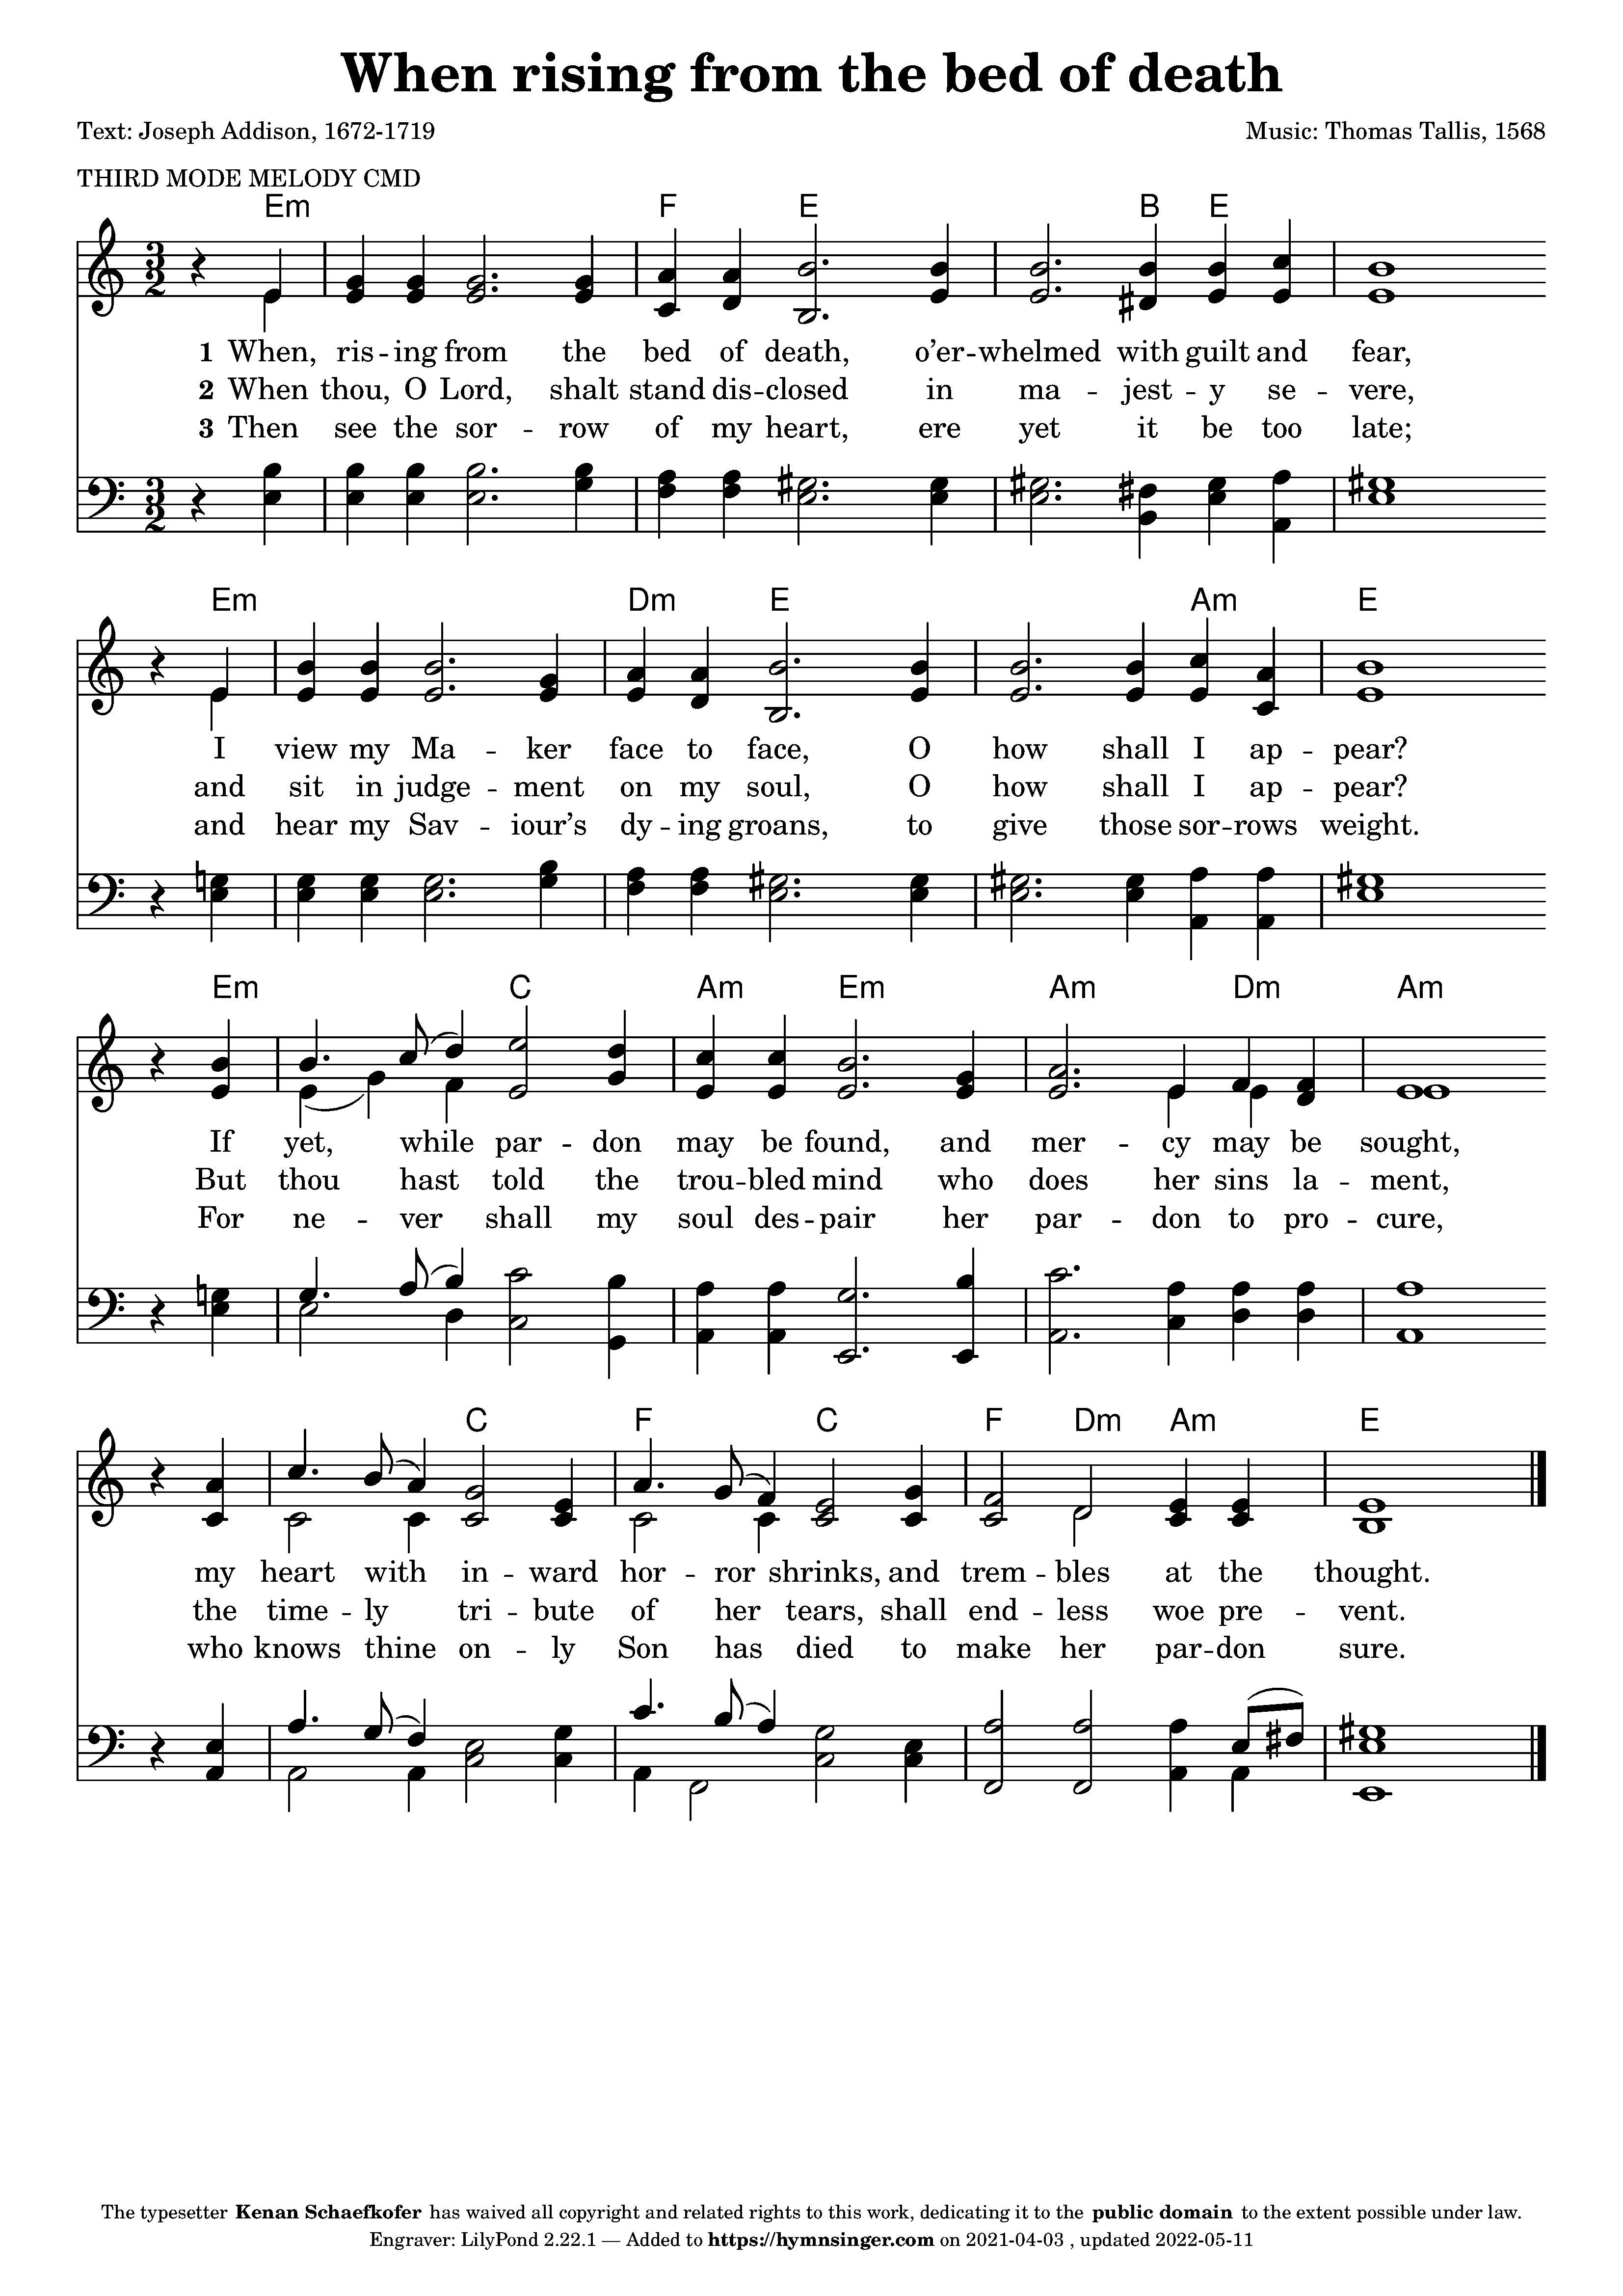 When rising from the bed of death
Text: Joseph Addison, 1672-1719 Music: Thomas Tallis, 1568
THIRD MODE MELODY CMD
Em F E B E
3 2
1 When, ris -- ing from the bed of death, o’er -- whelmed with guilt and fear,
2 When thou, O Lord, shalt stand dis -- closed in ma -- jest -- y se -- vere,
3 Then see the sor -- row of my heart, ere yet it be too late;
3 2
Em Dm E Am E
I view my Ma -- ker face to face, O how shall I ap -- pear?
and sit in judge -- ment on my soul, O how shall I ap -- pear?
and hear my Sav -- iour’s dy -- ing groans, to give those sor -- rows weight.
Em C Am Em Am Dm Am
If yet, while par -- don may be found, and mer -- cy may be sought,
But thou hast told the trou -- bled mind who does her sins la -- ment,
For ne -- ver shall my soul des -- pair her par -- don to pro -- cure,
C F C F Dm Am E
my heart with in -- ward hor -- ror shrinks, and trem -- bles at the thought.
the time -- ly tri -- bute of her tears, shall end -- less woe pre -- vent.
who knows thine on -- ly Son has died to make her par -- don sure.
The typesetter Kenan Schaefkofer has waived all copyright and related rights to this work, dedicating it to the public domain to the extent possible under law.
Engraver: LilyPond 2.22.1 — Added to https://hymnsinger.com on 2021-04-03 , updated 2022-05-11